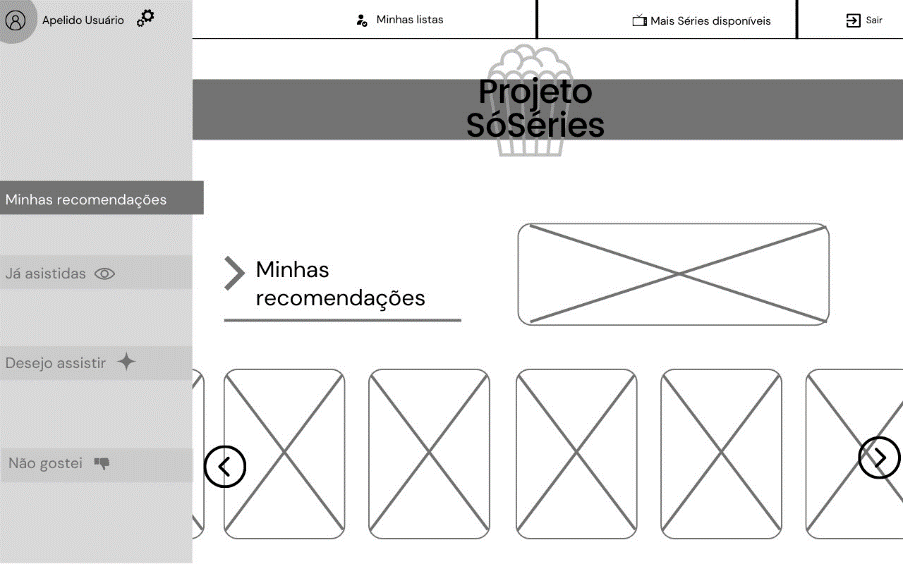 Apelido Usuário
Minhas listas
Mais Séries disponíveis
Sair
Projeto
SóSéries
Minhas recomendações
Já asistidas
Desejo assistir
Não gostei
Minhas
recomendações